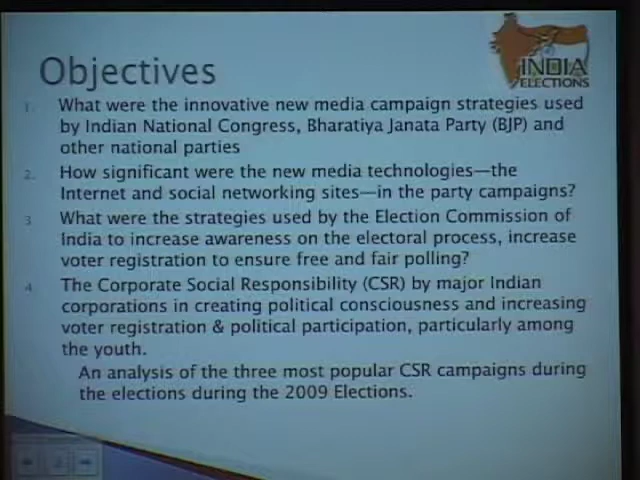 INDIA
ELECTIONS
Objectives
1. What were the innovative new media campaign strategies used
by Indian National Congress, Bharatiya Janata Party (BJP) and
other national parties
2. How significant were the new media technologies—the
Internet and social networking sites—in the party campaigns?
3. What were the strategies used by the Election Commission of
India to increase awareness on the electoral process, increase
voter registration to ensure free and fair polling?
4. The Corporate Social Responsibility (CSR) by major Indian
corporations in creating political consciousness and increasing
voter registration & political participation, particularly among
the youth.
An analysis of the three most popular CSR campaigns during
the elections during the 2009 Elections.